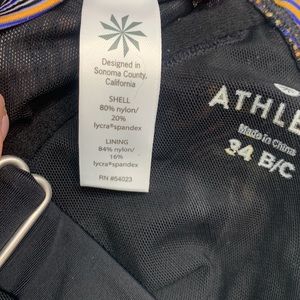 Designed in
Sonoma County,
California
SHELL
80% nylon/
20%
lycra®spandex
LINING
84% nylon/
16%
lycra®spandex
RN #54023
ATHLE
Made in China
34 B/C